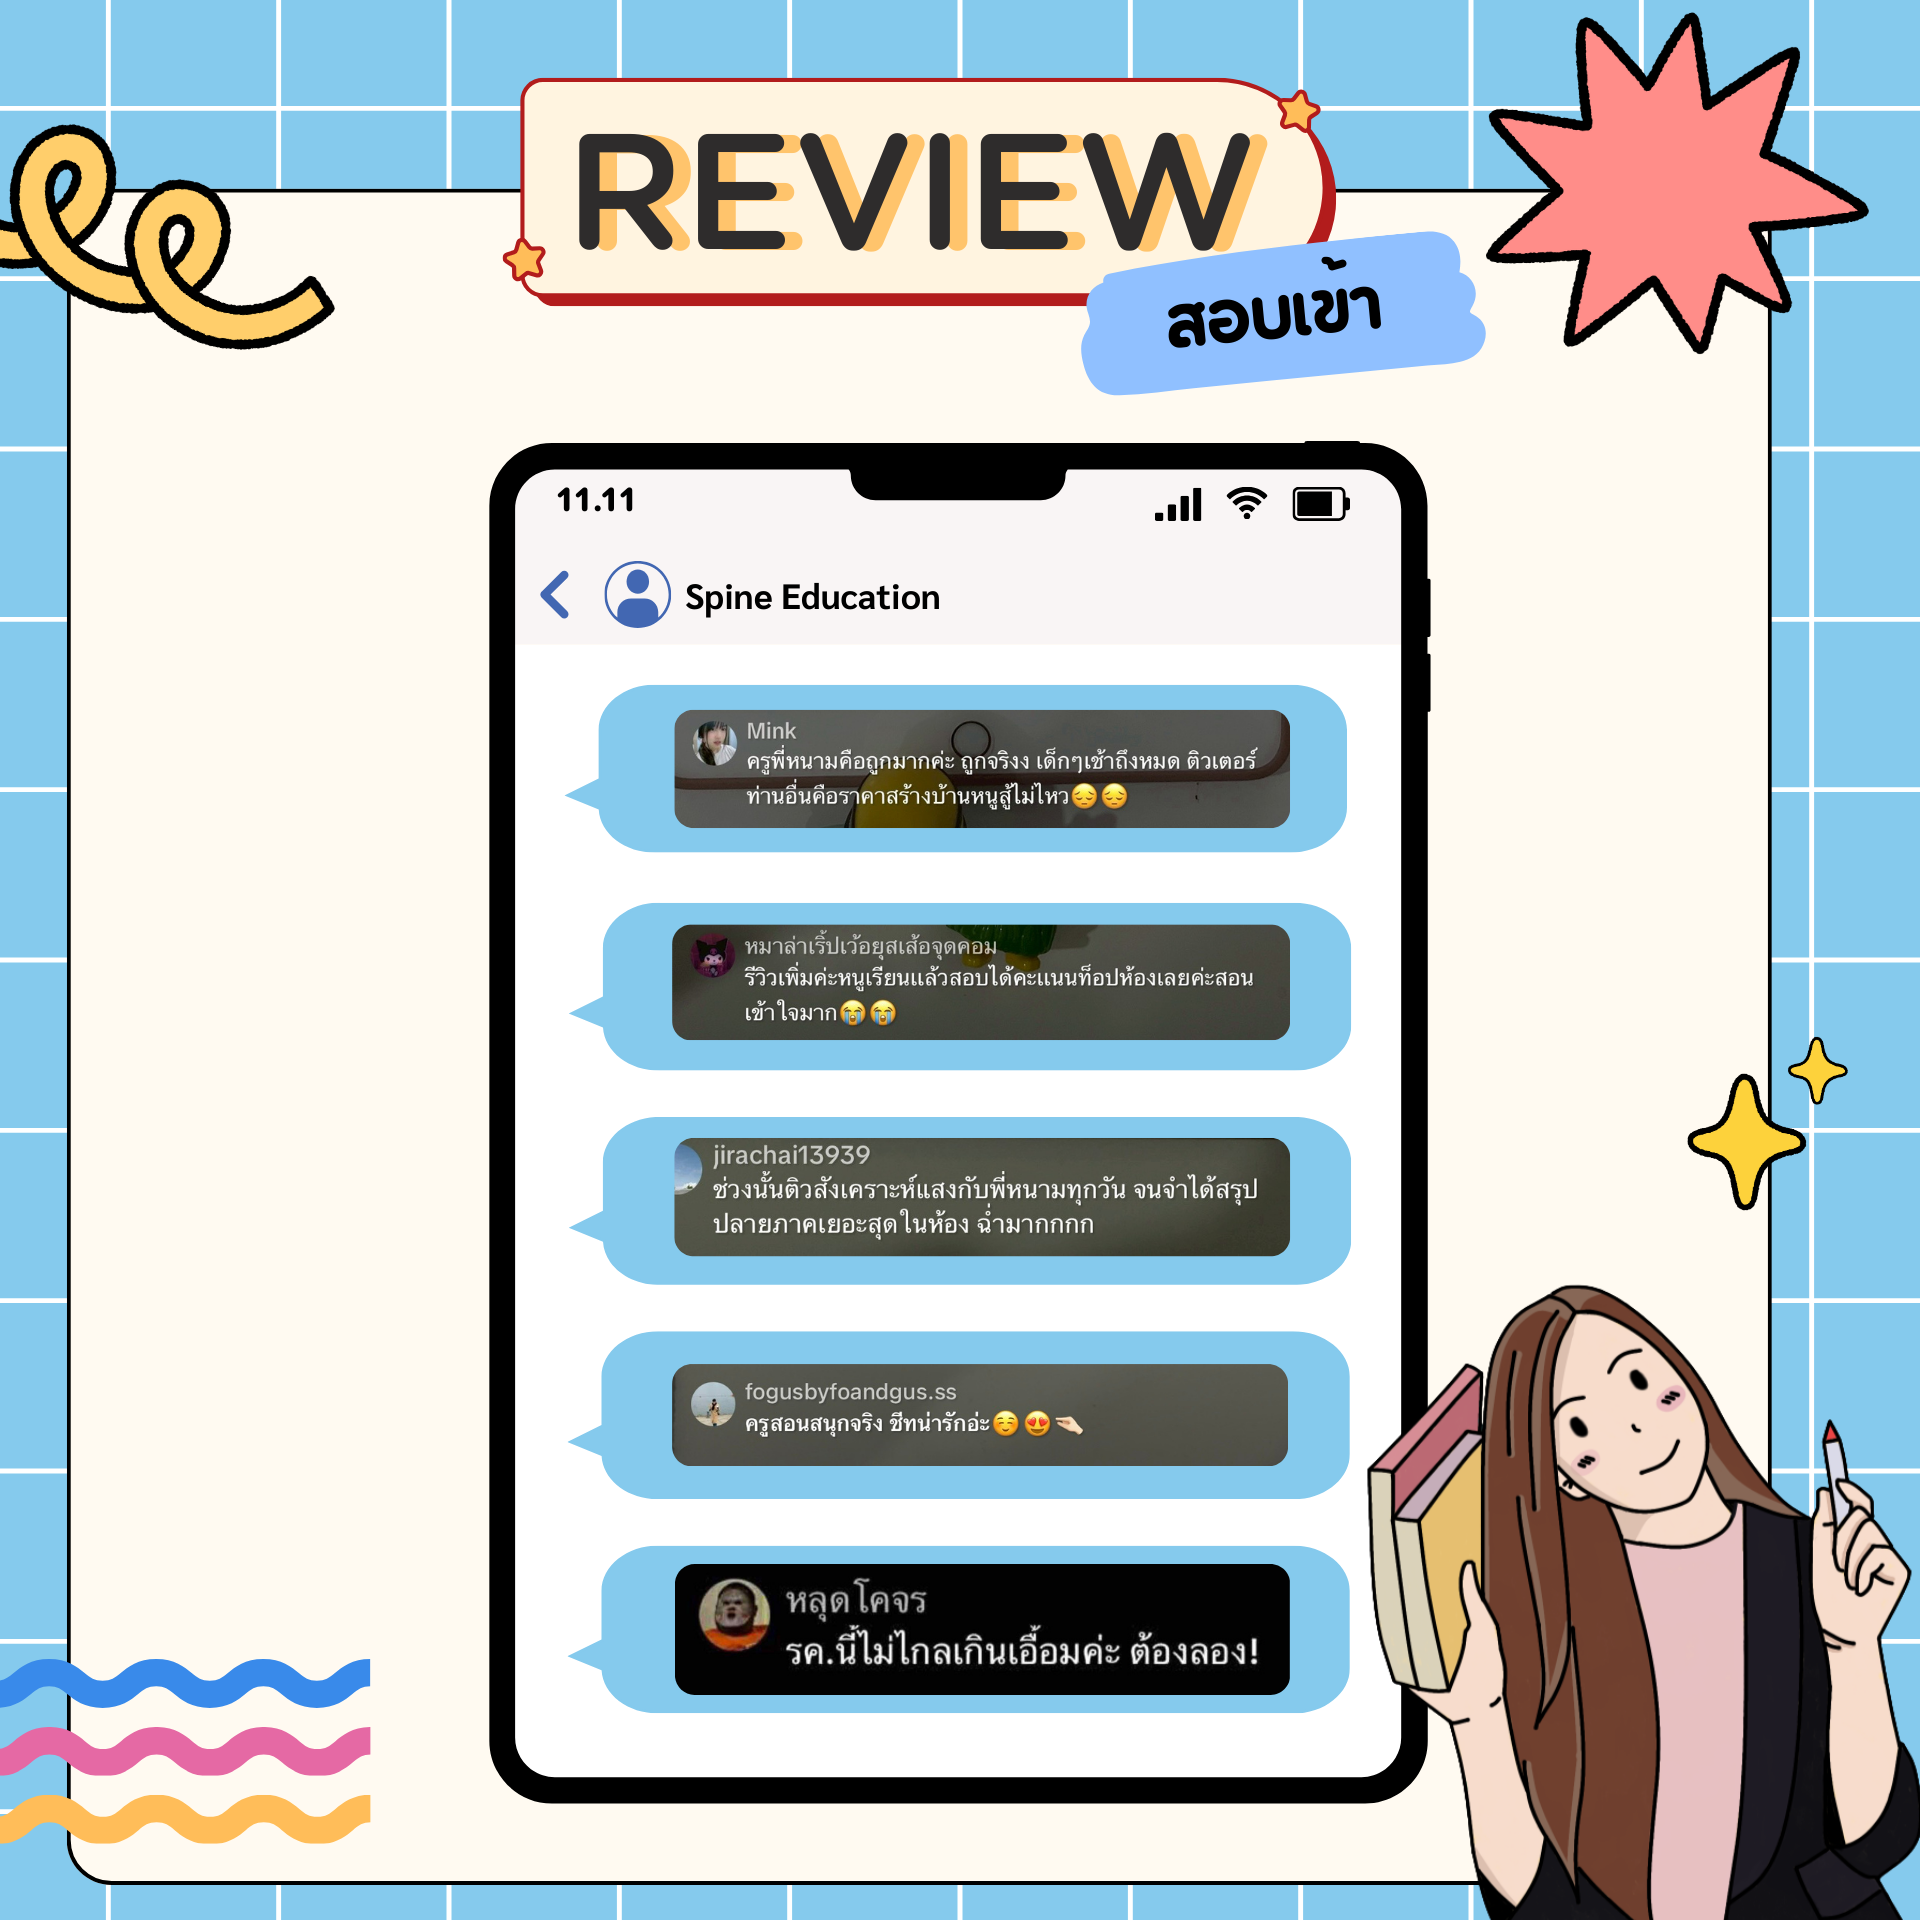 REVIEW
สอบเข้า
11.11
Spine Education
Mink
ครูพี่หนามคือถูกมากค่ะ ถูกจริงง เด็กๆเช้าถึงหมด ติวเตอร์
ท่านอื่นคือราคาสร้างบ้านหนูสู้ไม่ไหว😔😔
หมาล่าเริ้ปเว้อยุสเส้อจุดคอม
รีวิวเพิ่มค่ะหนูเรียนแล้วสอบได้คะแนนท็อปห้องเลยค่ะสอน
เข้าใจมาก😭😭
jirachai13939
ช่วงนั้นติวสังเคราะห์แสงกับพี่หนามทุกวัน จนจำได้สรุป
ปลายภาคเยอะสุดในห้อง ฉ่ำมากกกก
fogusbyfoandgus.ss
ครูสอนสนุกจริง ชีทน่ารักอ่ะ☺️😍🤏🏻
หลุดโคจร
รค.นี้ไม่ไกลเกินเอื้อมค่ะ ต้องลอง!